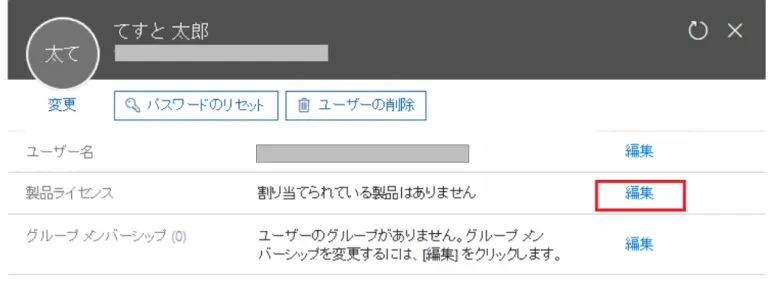 てすと 太郎
太て
変更
パスワードのリセット
ユーザーの削除
ユーザー名
編集
製品ライセンス
割り当てられている製品はありません
編集
グループ メンバーシップ (0)
ユーザーのグループがありません。グループ メン
バーシップを変更するには、[編集] をクリックします。
編集